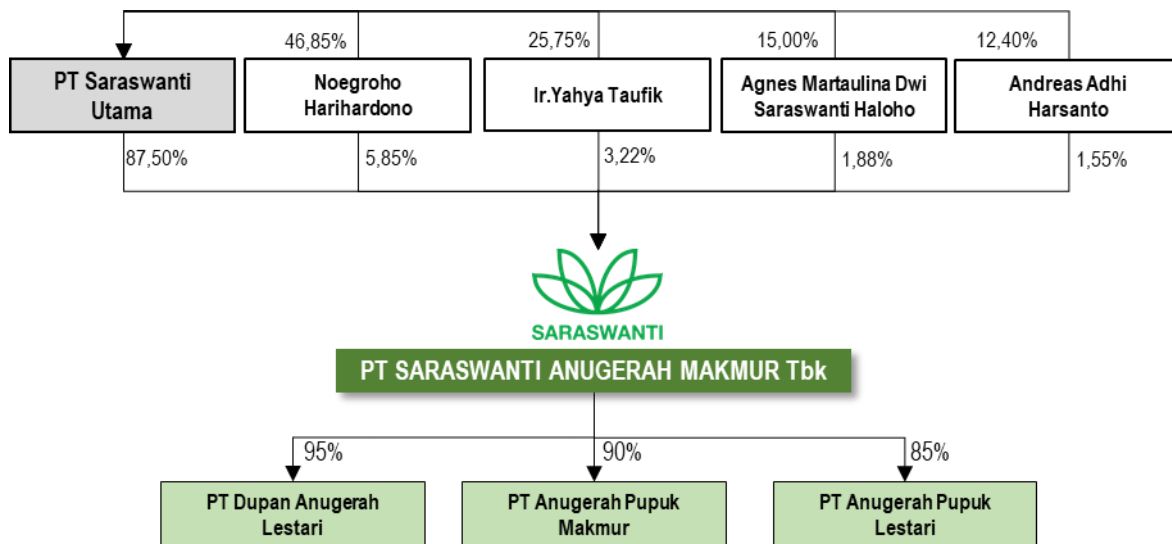 46,85%
25,75%
15,00%
12,40%
PT Saraswanti
Utama
Noegroho
Harihardono
Ir.Yahya Taufik
Agnes Martaulina Dwi
Saraswanti Haloho
Andreas Adhi
Harsanto
87,50%
5,85%
3,22%
1,88%
1,55%
SARASWANTI
PT SARASWANTI ANUGERAH MAKMUR Tbk
95%
90%
85%
PT Dupan Anugerah
Lestari
PT Anugerah Pupuk
Makmur
PT Anugerah Pupuk
Lestari